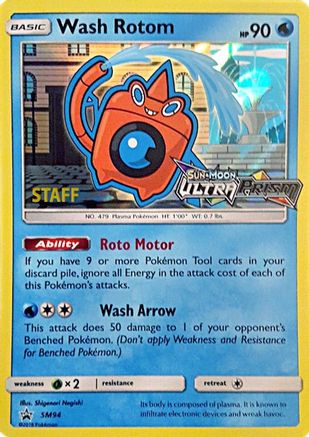 BASIC Wash Rotom HP 90
STAFF
SUN & MOON
ULTRA PRISM
NO. 479 Plasma Pokémon HT: 1'00" WT: 0.7 lbs.
Ability Roto Motor
If you have 9 or more Pokémon Tool cards in your
discard pile, ignore all Energy in the attack cost of each of
this Pokémon's attacks.
Wash Arrow
This attack does 50 damage to 1 of your opponent's
Benched Pokémon. (Don't apply Weakness and Resistance
for Benched Pokémon.)
weakness ×2 resistance retreat
Illus. Shigenori Negishi
SM94
©2018 Pokémon
Its body is composed of plasma. It is known to
infiltrate electronic devices and wreak havoc.